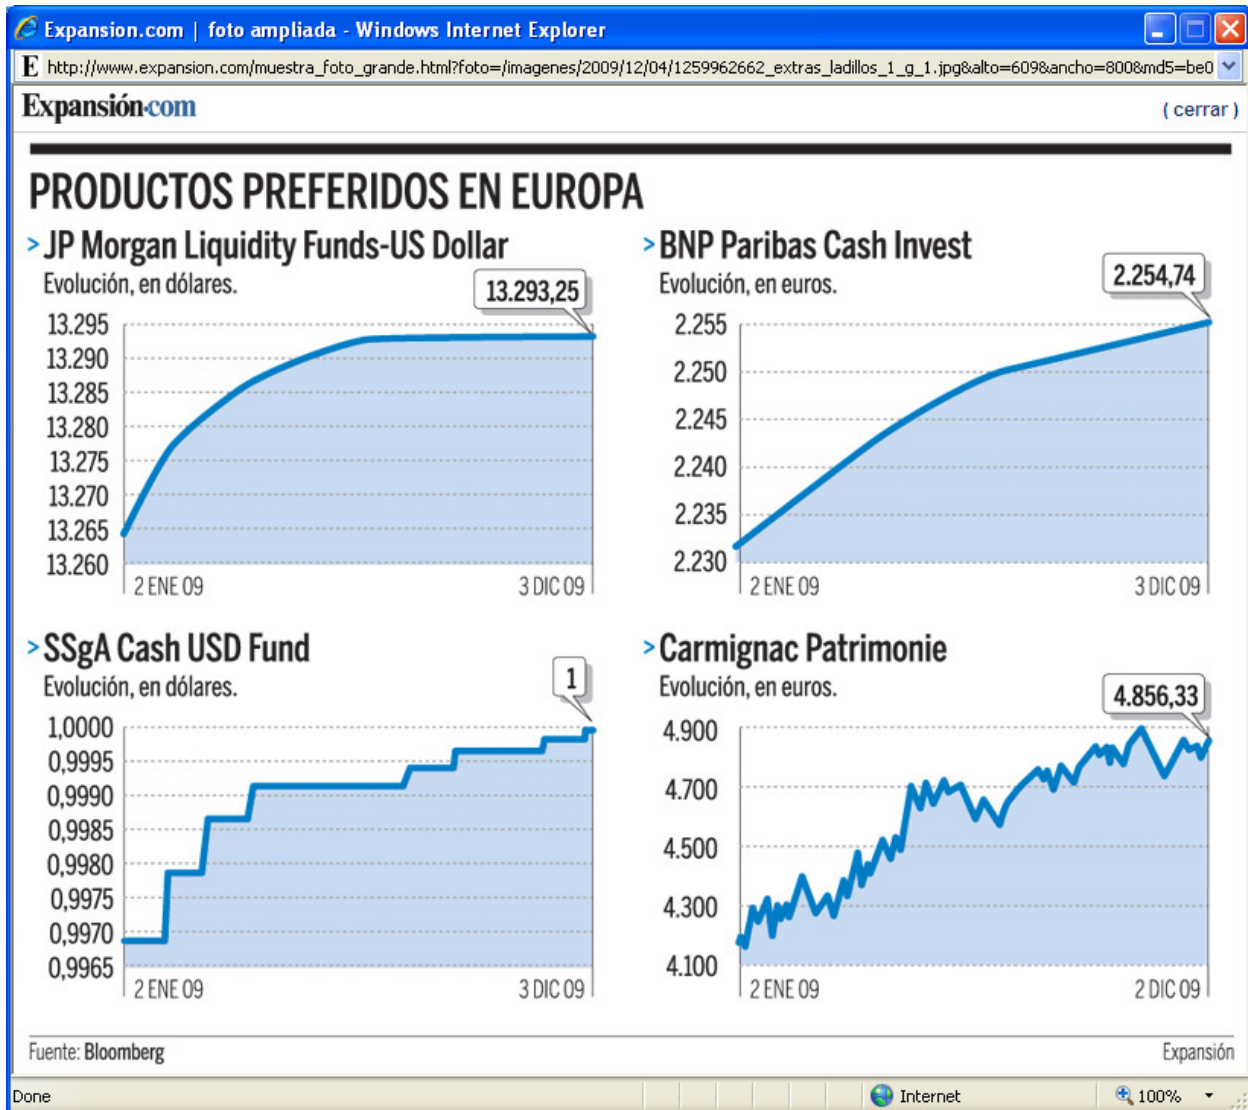 Expansion.com | foto ampliada - Windows Internet Explorer
E http://www.expansion.com/muestra_foto_grande.html?foto=/imagenes/2009/12/04/1259962662_extras_ladillos_1_g_1.jpg&alto=609&ancho=800&md5=be0
Expansión.com
( cerrar )
PRODUCTOS PREFERIDOS EN EUROPA
> JP Morgan Liquidity Funds-US Dollar
Evolución, en dólares.
13.293,25
13.295
13.290
13.285
13.280
13.275
13.270
13.265
13.260
2 ENE 09
3 DIC 09
> BNP Paribas Cash Invest
Evolución, en euros.
2.254,74
2.255
2.250
2.245
2.240
2.235
2.230
2 ENE 09
3 DIC 09
> SSgA Cash USD Fund
Evolución, en dólares.
1
1,0000
0,9995
0,9990
0,9985
0,9980
0,9975
0,9970
0,9965
2 ENE 09
3 DIC 09
> Carmignac Patrimonie
Evolución, en euros.
4.856,33
4.900
4.700
4.500
4.300
4.100
2 ENE 09
2 DIC 09
Fuente: Bloomberg
Expansión
Done
Internet
100%